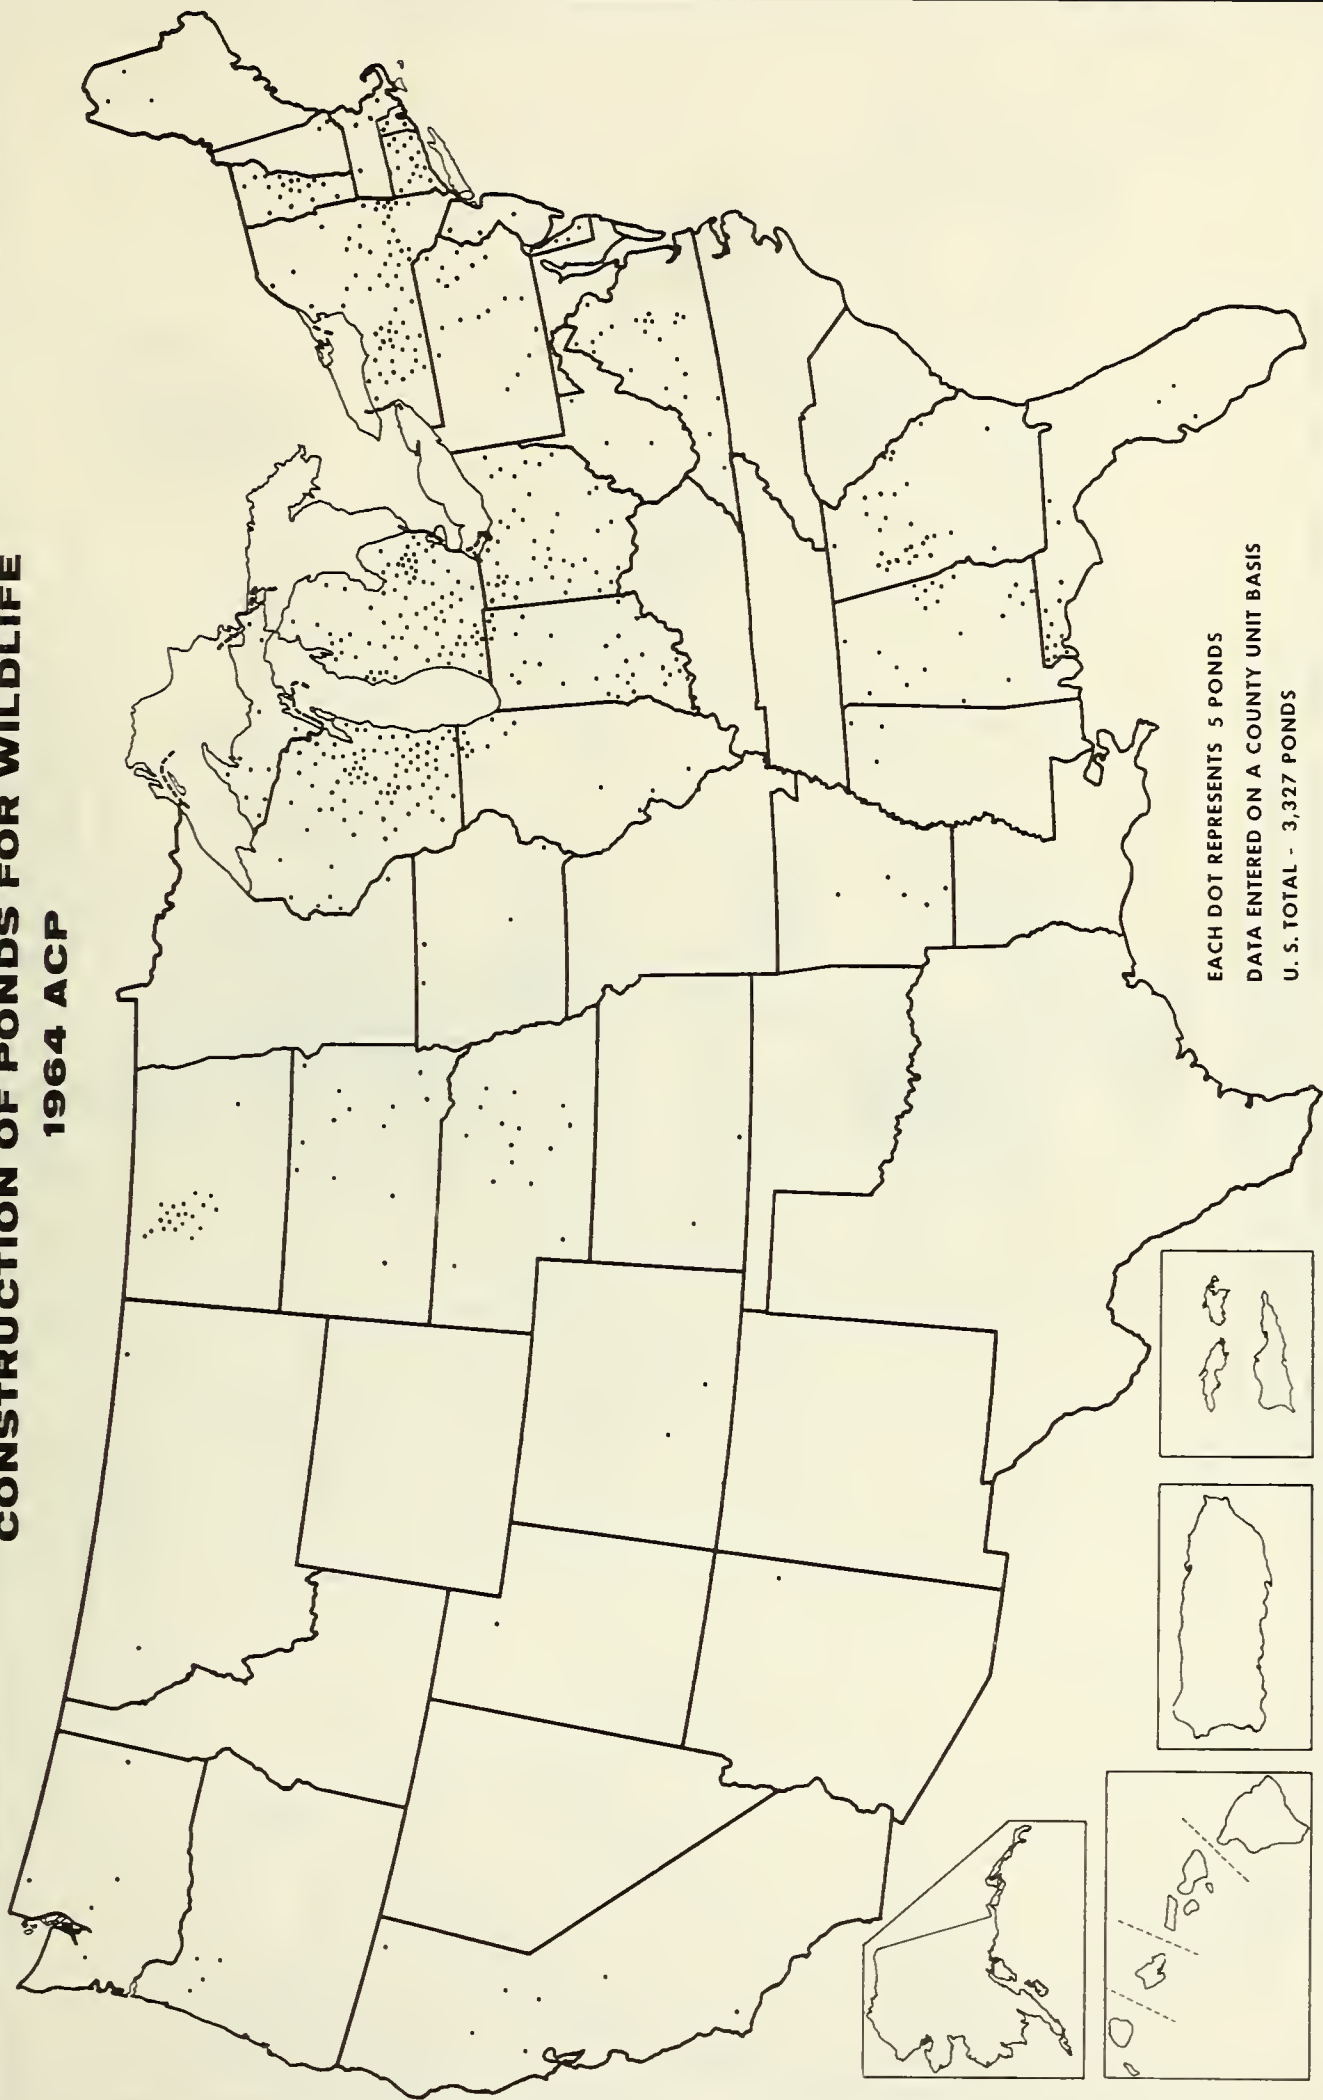 CONSTRUCTION OF PONDS FOR WILDLIFE
1964 ACP
EACH DOT REPRESENTS 5 PONDS
DATA ENTERED ON A COUNTY UNIT BASIS
U. S. TOTAL - 3,327 PONDS